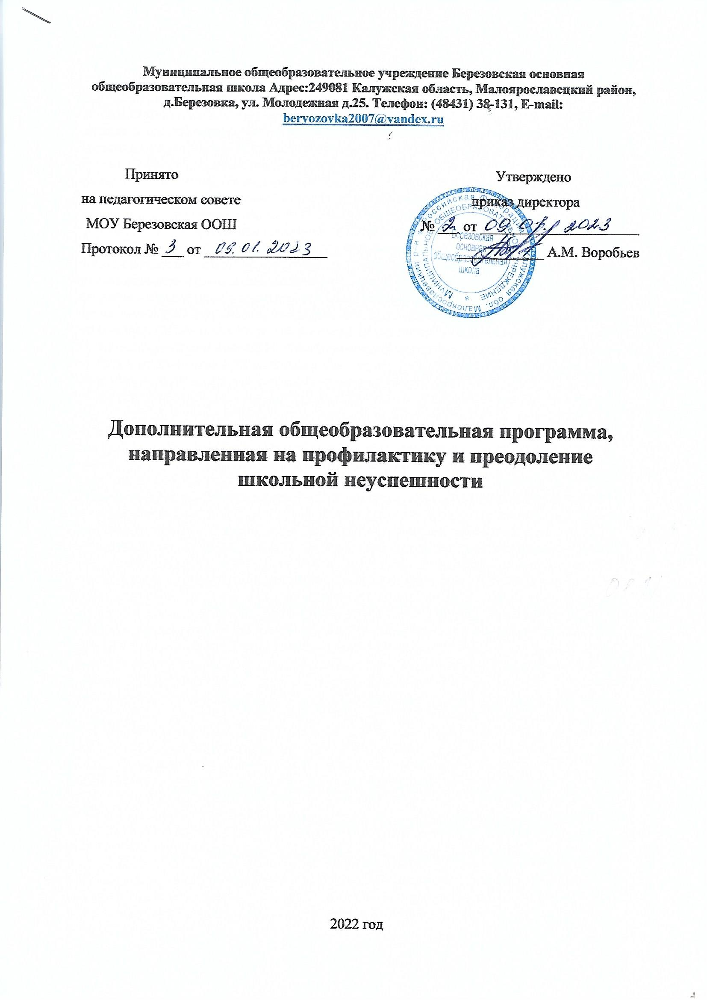 Муниципальное общеобразовательное учреждение Березовская основная
общеобразовательная школа Адрес:249081 Калужская область, Малоярославецкий район,
д.Березовка, ул. Молодежная д.25. Телефон: (48431) 38-131, E-mail:
beryozovka2007@yandex.ru
Принято
на педагогическом совете
МОУ Березовская ООШ
Протокол № 3 от 09.01.2023
Утверждено
приказ директора
№ 2 от 09. 2023
А.М. Воробьев
Российская Федерация Калужская обл. Малоярославецкий р-н
Муниципальное общеобразовательное учреждение
Березовская
основная
общеобразовательная
школа
Дополнительная общеобразовательная программа,
направленная на профилактику и преодоление
школьной неуспешности
2022 год